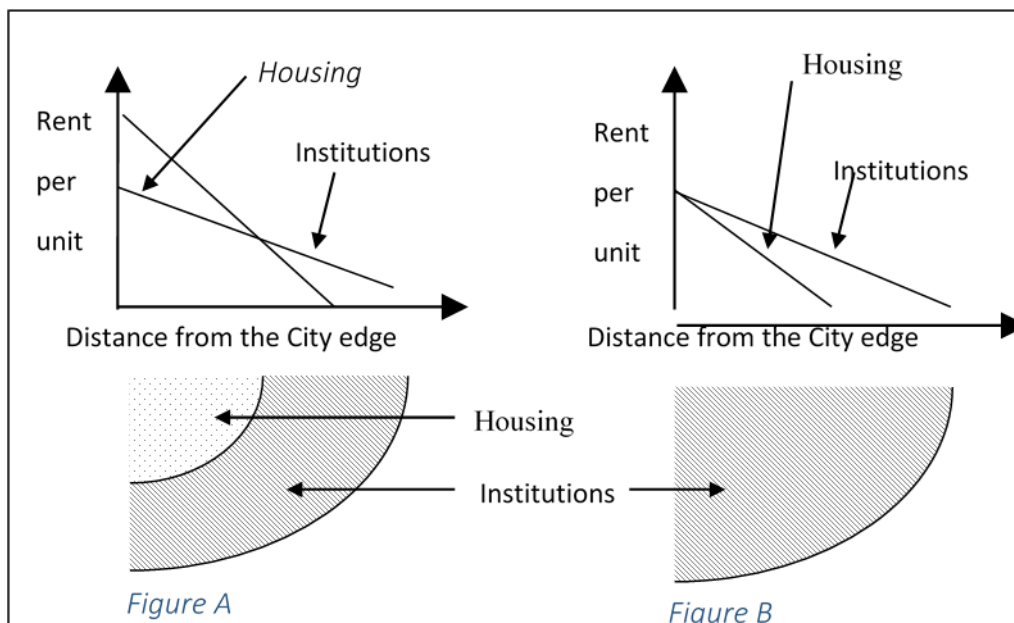 Housing
Rent
per
unit
Institutions
Distance from the City edge
Housing
Rent
per
unit
Institutions
Distance from the City edge
Housing
Institutions
Figure A
Figure B